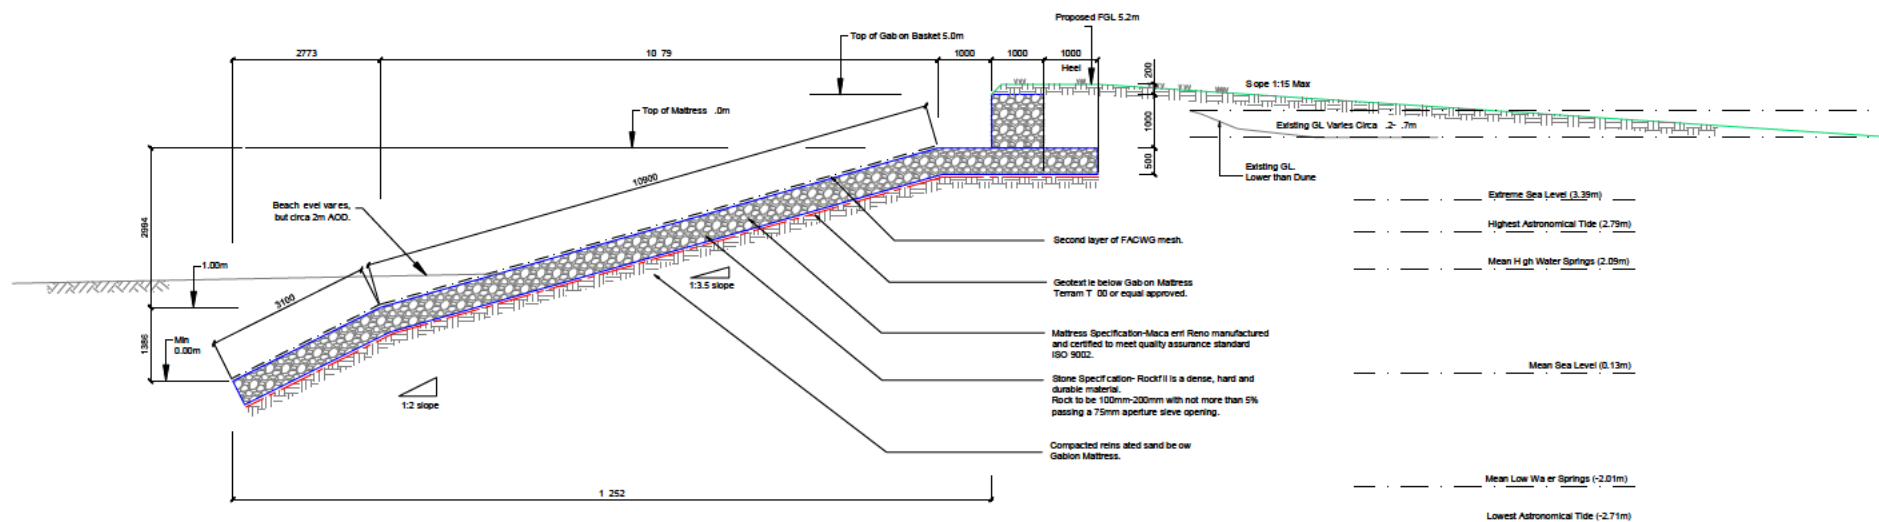 Proposed FGL 5.2m
Top of Gab on Basket 5.0m
2773
10 79
1000
1000
1000
Heel
200
S ope 1:15 Max
Top of Mattress .0m
1000
Existing GL Varies Circa .2- .7m
500
Existing GL.
Lower than Dune
10900
Extreme Sea Level (3.39m)
Beach evel var es,
but circa 2m AOD.
2994
Highest Astronomical Tide (2.79m)
Second layer of FACWG mesh.
Mean H gh Water Springs (2.09m)
1.00m
1:3.5 slope
Geotext le below Gab on Mattress
Terram T 00 or equal approved.
3100
Mattress Specification-Maca erri Reno manufactured
and certified to meet quality assurance standard
ISO 9002.
1386
Min
0.00m
Mean Sea Level (0.13m)
Stone Specif cation- Rockf ll is a dense, hard and
durable material.
Rock to be 100mm-200mm with not more than 5%
passing a 75mm aperture sieve opening.
1:2 slope
Compacted reins ated sand be ow
Gabion Mattress.
Mean Low Wa er Springs (-2.01m)
1 252
Lowest Astronomical Tide (-2.71m)